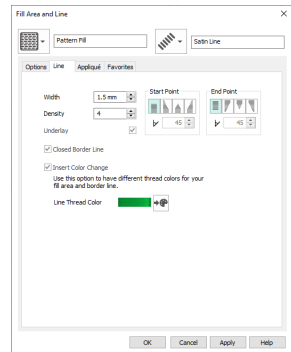 Fill Area and Line
Pattern Fill
Satin Line
Options Line Appliqué Favorites
Width 1.5 mm
Density 4
Underlay
Start Point
45
End Point
45
Closed Border Line
Insert Color Change
Use this option to have different thread colors for your
fill area and border line.
Line Thread Color
OK Cancel Apply Help